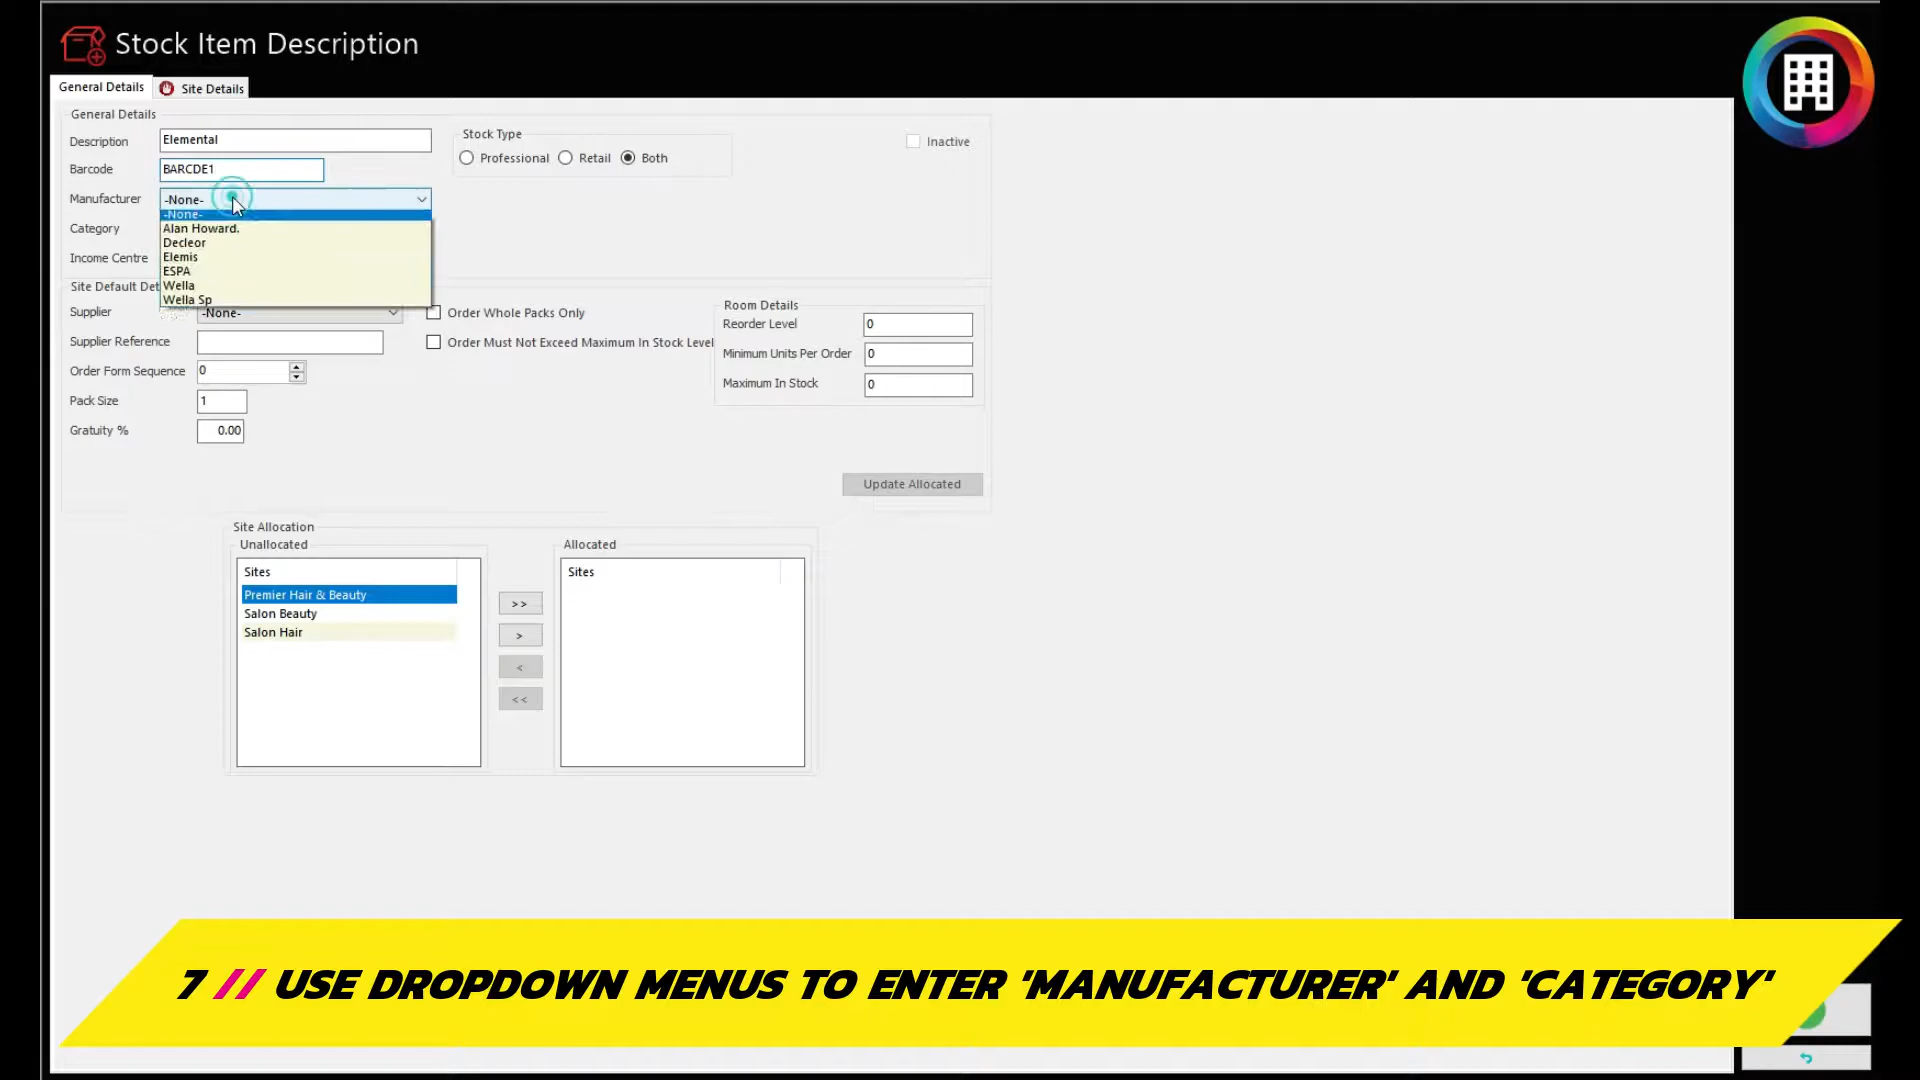 Stock Item Description
General Details
Site Details
General Details
Description
Elemental
Stock Type
Professional
Retail
Both
Inactive
Barcode
BARCDE1
Manufacturer
-None-
-None-
Alan Howard.
Decleor
Elemis
ESPA
Wella
Wella Sp
Category
Income Centre
Site Default Det
Supplier
-None-
Order Whole Packs Only
Supplier Reference
Order Must Not Exceed Maximum In Stock Level
Order Form Sequence
0
Pack Size
1
Gratuity %
0.00
Room Details
Reorder Level
0
Minimum Units Per Order
0
Maximum In Stock
0
Update Allocated
Site Allocation
Unallocated
Sites
Premier Hair & Beauty
Salon Beauty
Salon Hair
>>
>
<
<<
Allocated
Sites
7 // USE DROPDOWN MENUS TO ENTER 'MANUFACTURER' AND 'CATEGORY'